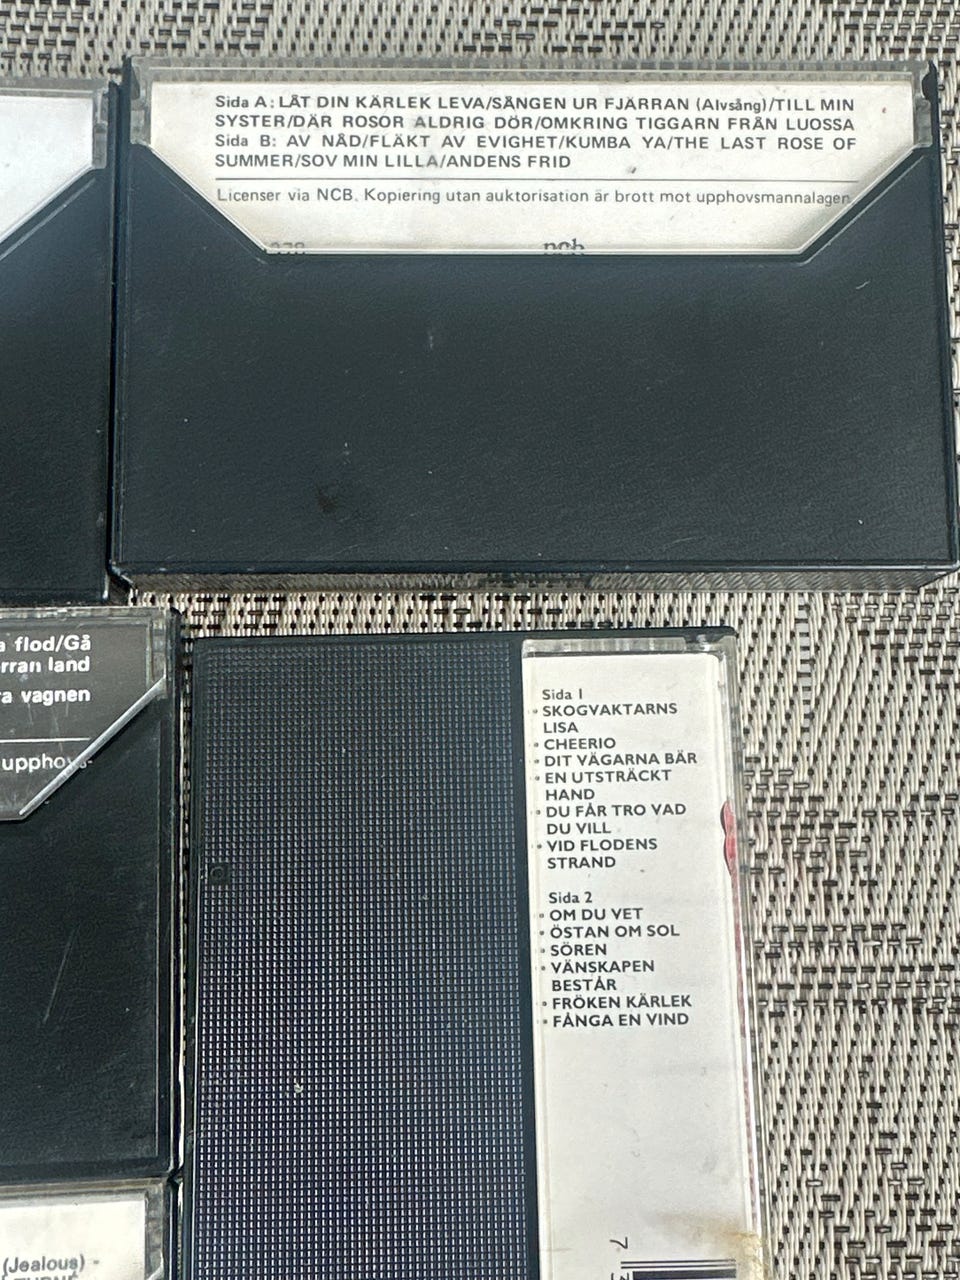 Sida A: LÅT DIN KÄRLEK LEVA/SÅNGEN UR FJÄRRAN (Alvsång)/TILL MIN
SYSTER/DÄR ROSOR ALDRIG DÖR/OMKRING TIGGARN FRÅN LUOSSA
Sida B: AV NÅD/FLÄKT AV EVIGHET/KUMBA YA/THE LAST ROSE OF
SUMMER/SOV MIN LILLA/ANDENS FRID
Licenser via NCB. Kopiering utan auktorisation är brott mot upphovsmannalagen
ncb
flod/Gå
land
vagnen
upphovs-
Sida 1
• SKOGVAKTARNS
LISA
• CHEERIO
• DIT VÄGARNA BÄR
• EN UTSTRÄCKT
HAND
• DU FÅR TRO VAD
DU VILL
• VID FLODENS
STRAND
Sida 2
• OM DU VET
• ÖSTAN OM SOL
• SÖREN
• VÄNSKAPEN
BESTÅR
• FRÖKEN KÄRLEK
• FÅNGA EN VIND
7
(Jealous) -